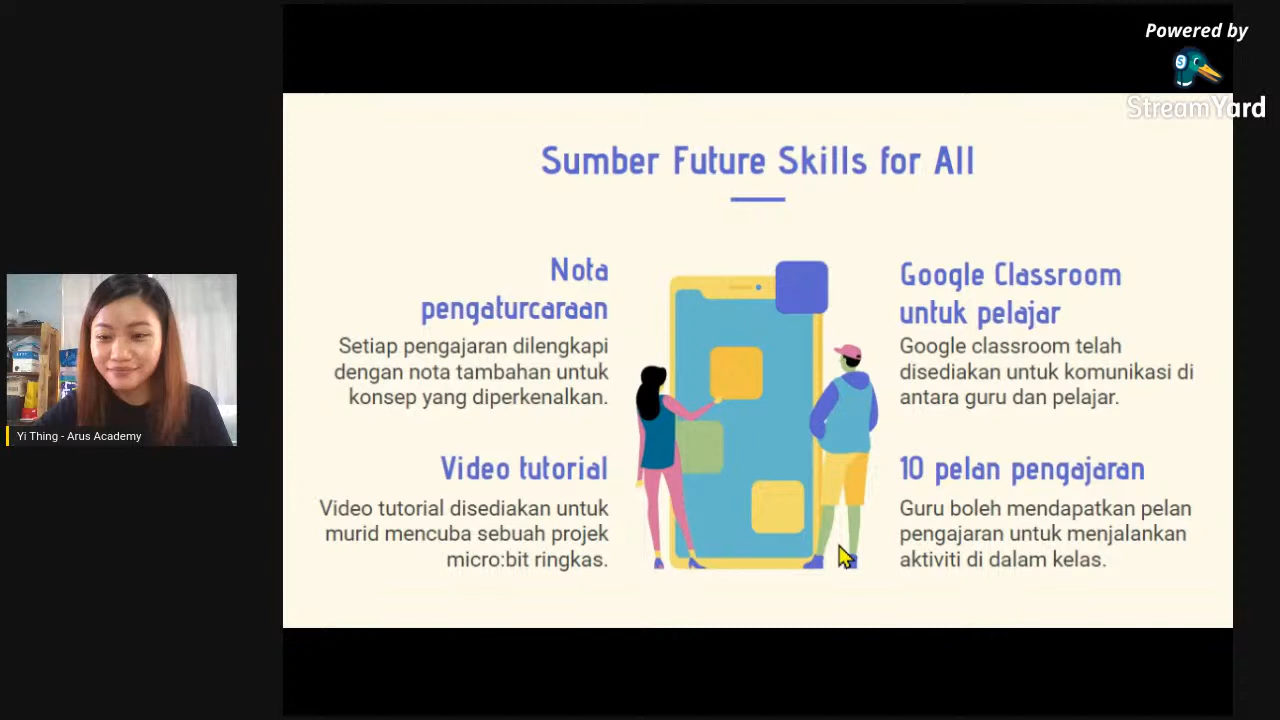 Powered by
StreamYard
Sumber Future Skills for All
Nota
pengaturcaraan
Setiap pengajaran dilengkapi
dengan nota tambahan untuk
konsep yang diperkenalkan.
Google Classroom
untuk pelajar
Google classroom telah
disediakan untuk komunikasi di
antara guru dan pelajar.
Video tutorial
Video tutorial disediakan untuk
murid mencuba sebuah projek
micro:bit ringkas.
10 pelan pengajaran
Guru boleh mendapatkan pelan
pengajaran untuk menjalankan
aktiviti di dalam kelas.
Yi Thing - Arus Academy